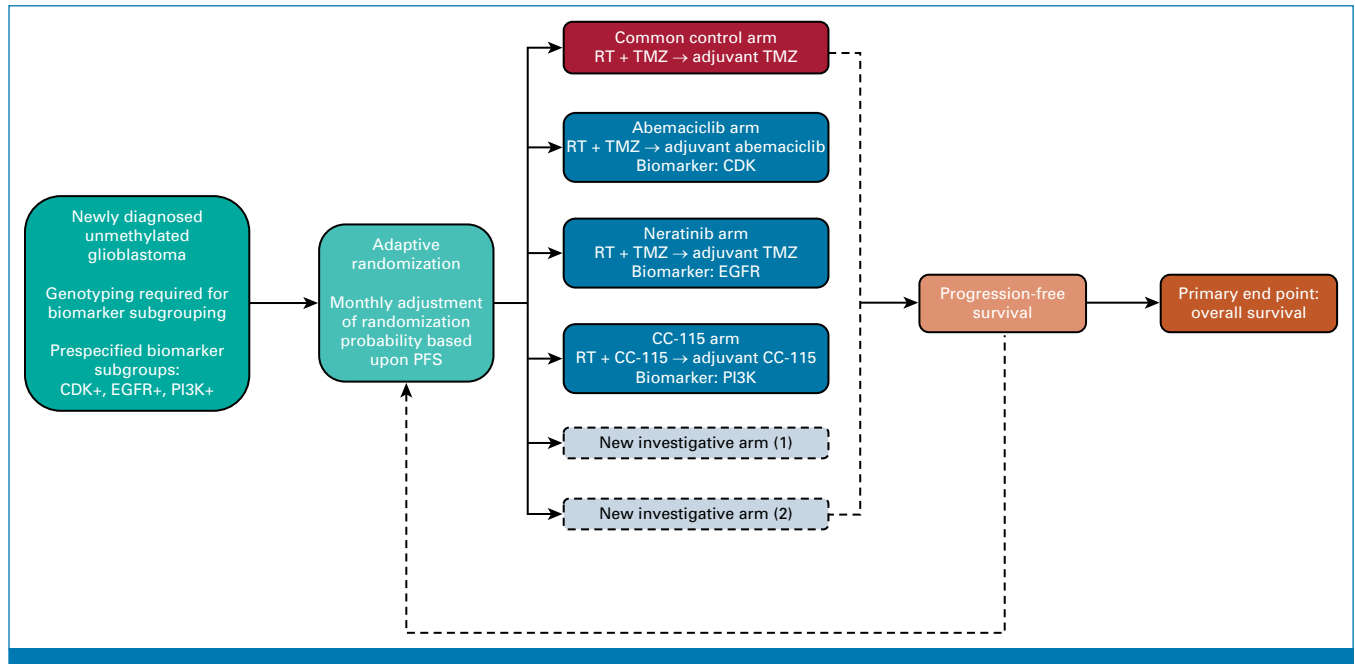 Newly diagnosed
unmethylated
glioblastoma
Genotyping required for
biomarker subgrouping
Prespecified biomarker
subgroups:
CDK+, EGFR+, PI3K+
Adaptive
randomization
Monthly adjustment
of randomization
probability based
upon PFS
Common control arm
RT + TMZ → adjuvant TMZ
Abemaciclib arm
RT + TMZ → adjuvant abemaciclib
Biomarker: CDK
Neratinib arm
RT + TMZ → adjuvant TMZ
Biomarker: EGFR
CC-115 arm
RT + CC-115 → adjuvant CC-115
Biomarker: PI3K
New investigative arm (1)
New investigative arm (2)
Progression-free
survival
Primary end point:
overall survival